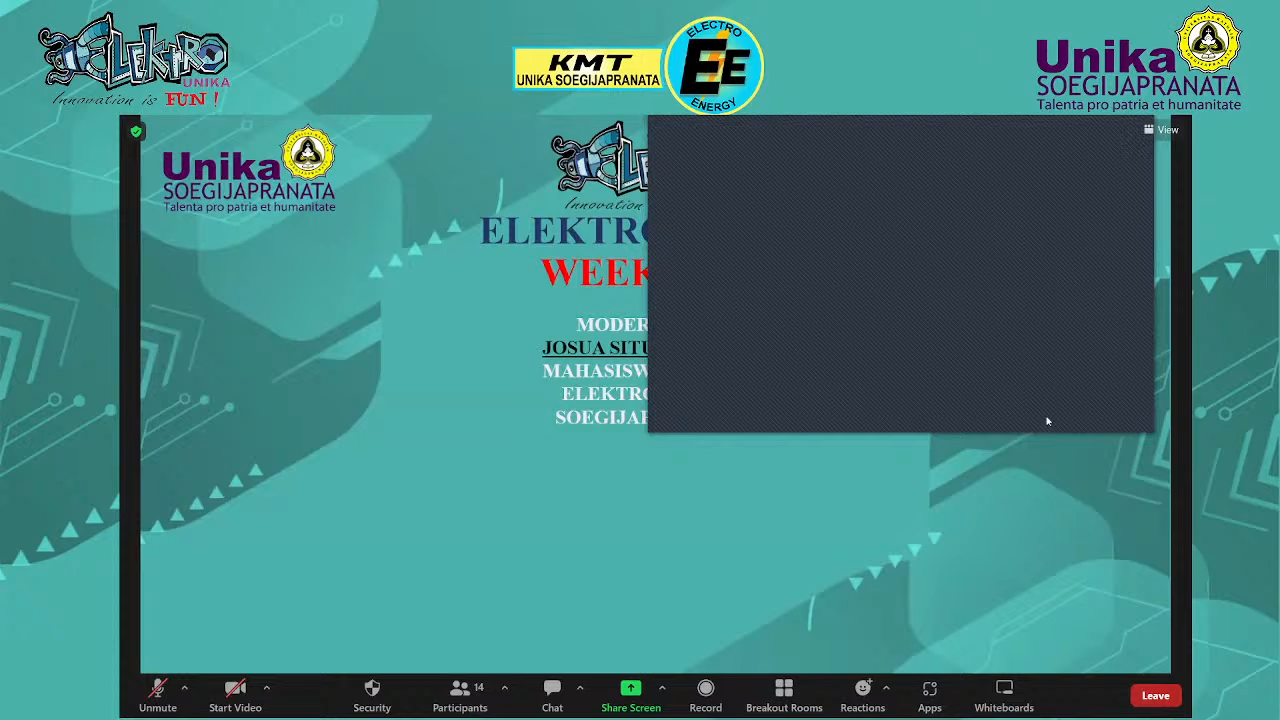 ELEKTRO
UNIKA
Innovation is FUN !
KMT
UNIKA SOEGIJAPRANATA
ELECTRO
EE
ENERGY
Unika
SOEGIJAPRANATA
Talenta pro patria et humanitate
View
Unika
SOEGIJAPRANATA
Talenta pro patria et humanitate
Innovation
ELEKTRO
WEEK
MODER
JOSUA SITU
MAHASISW
ELEKTRO
SOEGIJAP
Unmute
Start Video
Security
Participants 14
Chat
Share Screen
Record
Breakout Rooms
Reactions
Apps
Whiteboards
Leave